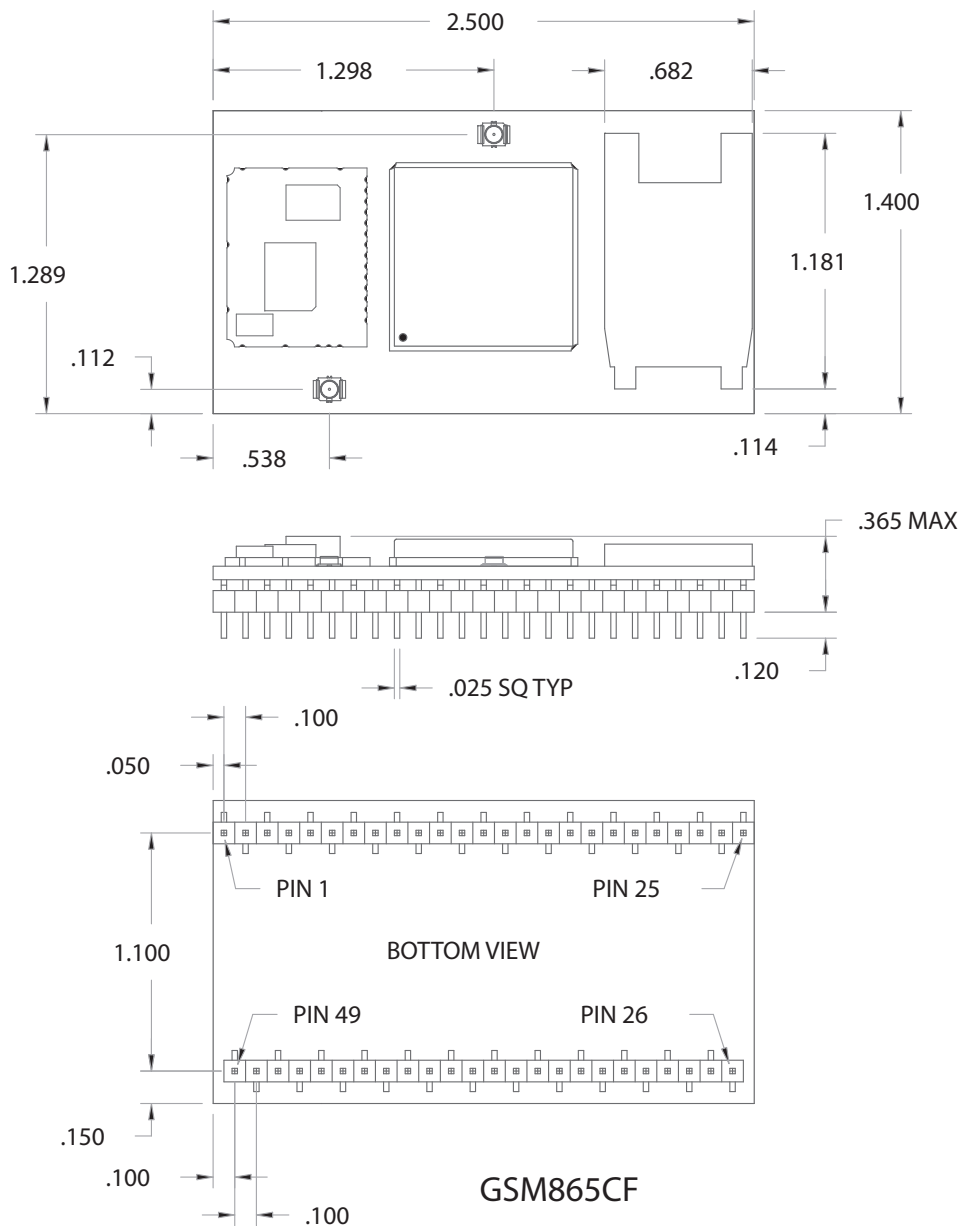 2.500
1.298
.682
1.400
1.181
1.289
.112
.538
.114
.365 MAX
.120
.025 SQ TYP
.100
.050
PIN 1
PIN 25
1.100
BOTTOM VIEW
PIN 49
PIN 26
.150
.100
.100
GSM865CF